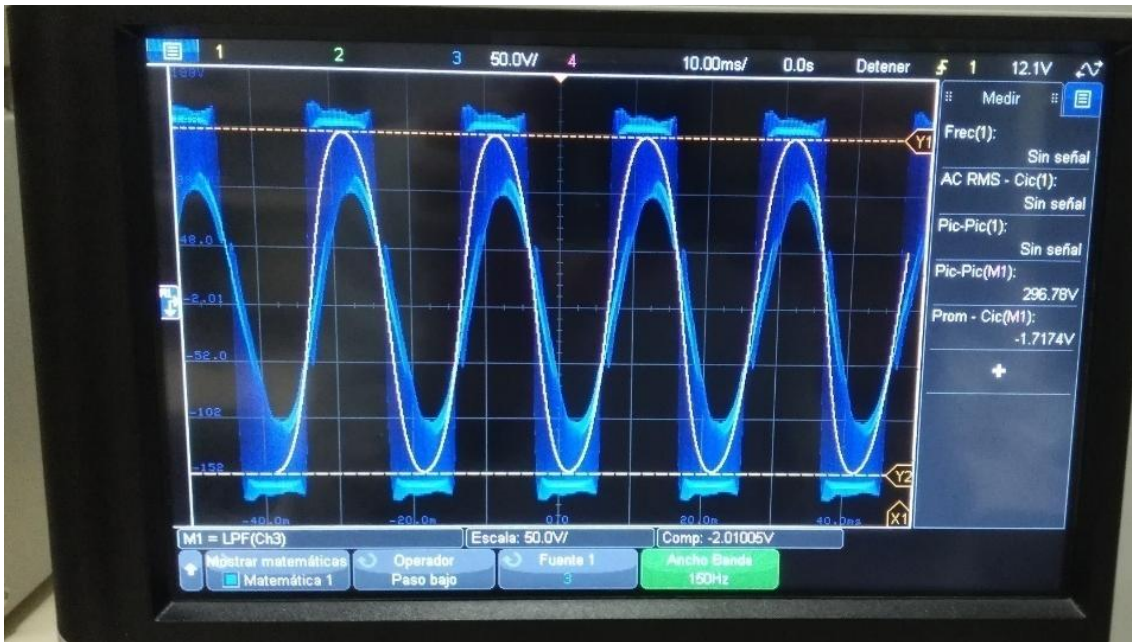 1 2 3 50.0V/ 4 10.00ms/ 0.0s Detener 1 12.1V
Medir
Frec(1):
Sin señal
AC RMS - Cic(1):
Sin señal
Pic-Pic(1):
Sin señal
Pic-Pic(M1):
296.78V
Prom - Cic(M1):
-1.7174V
Y1
48.0
-2.01
-52.0
-102
-152
Y2
-40.0m -20.0m 0.0 20.0m 40.0ms X1
M1 = LPF(Ch3) Escala: 50.0V/ Comp: -2.01005V
Mostrar matemáticas Operador Fuente 1 Ancho Banda
Matemática 1 Paso bajo 3 150Hz